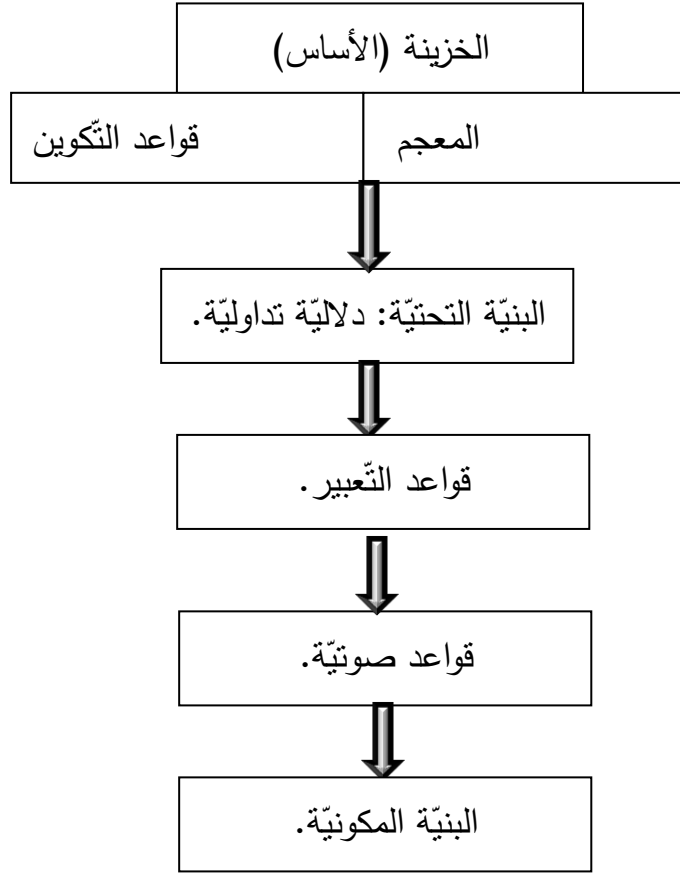 الخزينة (الأساس)
المعجم
قواعد التّكوين
البنيّة التحتيّة: دلاليّة تداوليّة.
قواعد التّعبير.
قواعد صوتيّة.
البنيّة المكونيّة.